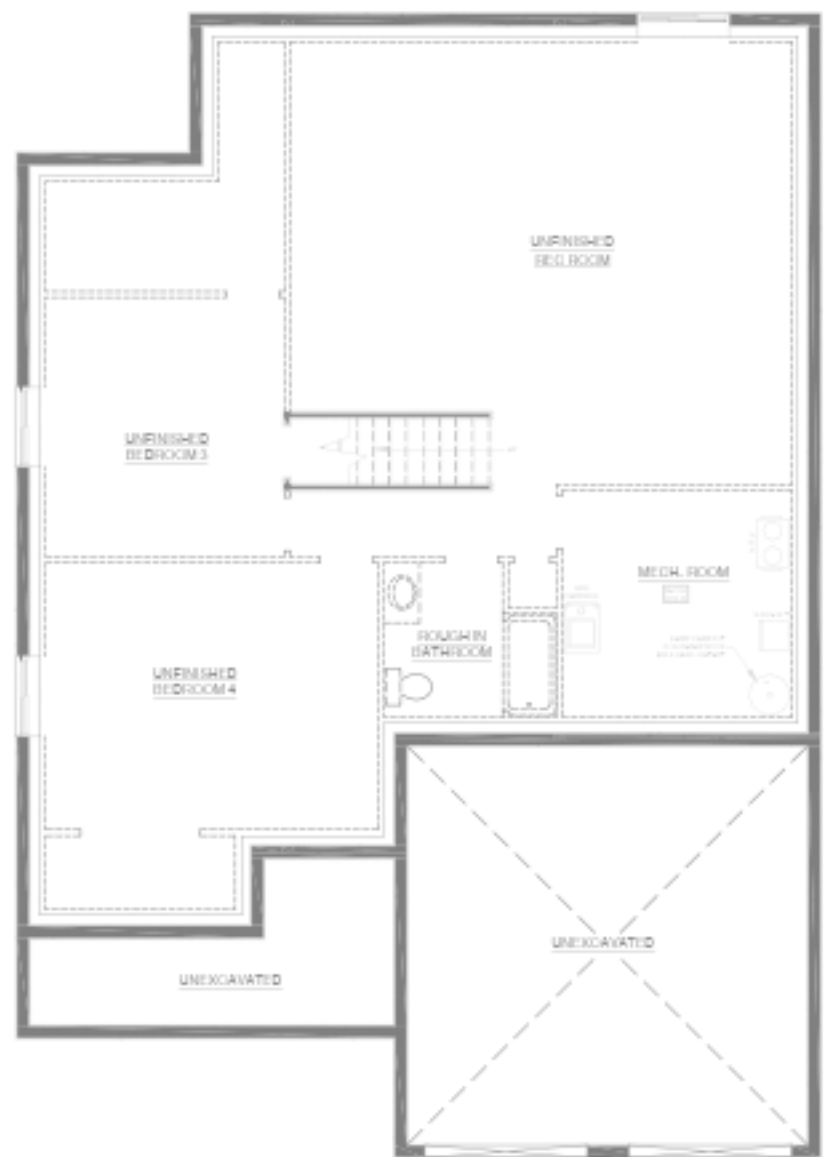 UNFINISHED
REC ROOM
UNFINISHED
BEDROOM 3
MECH. ROOM
ROUGH IN
BATHROOM
UNFINISHED
BEDROOM 4
UNEXCAVATED
UNEXCAVATED